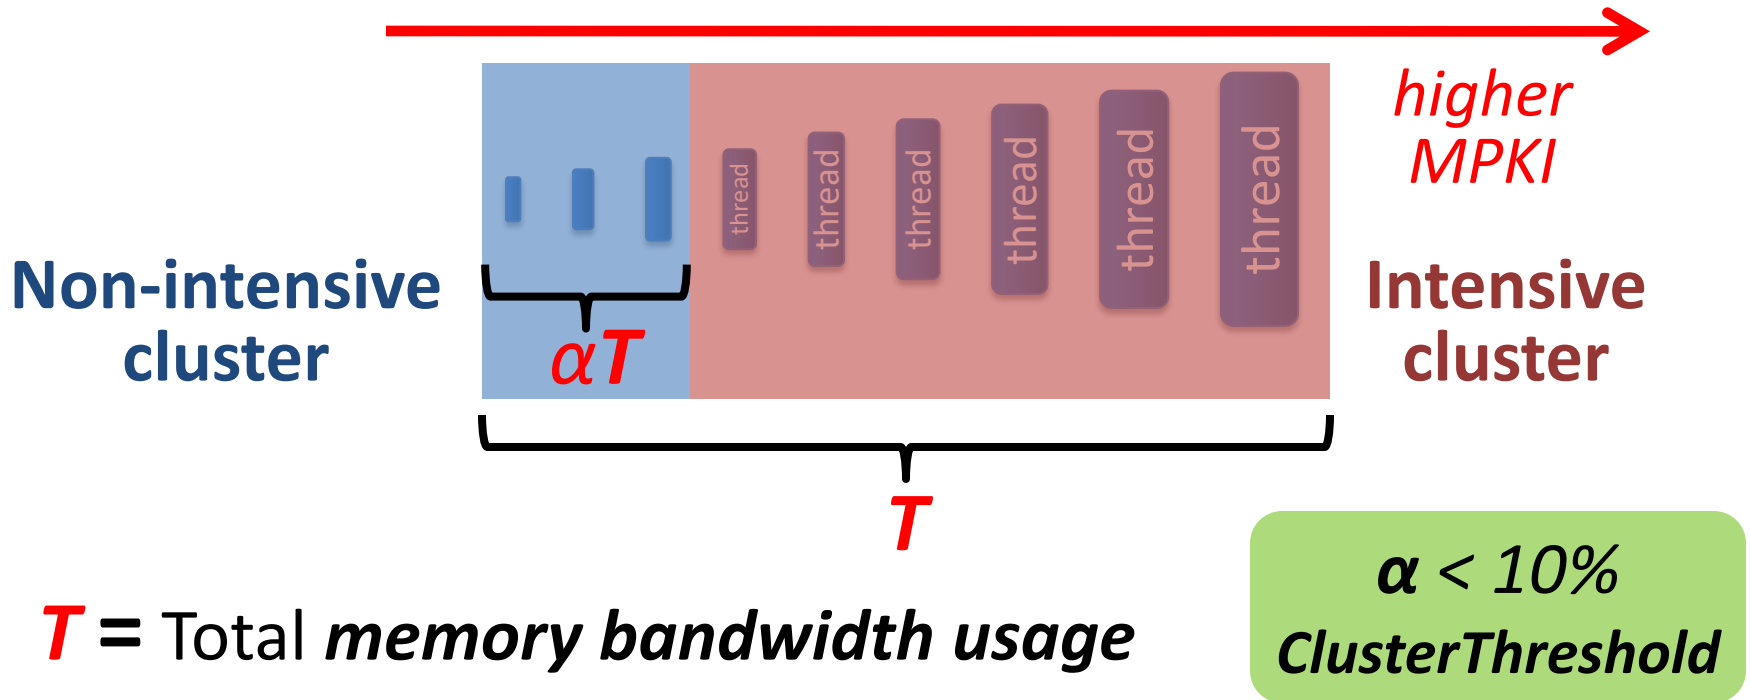 higher
MPKI
thread
thread
thread
thread
thread
thread
Non-intensive
cluster
Intensive
cluster
αT
T
T = Total memory bandwidth usage
α < 10%
ClusterThreshold